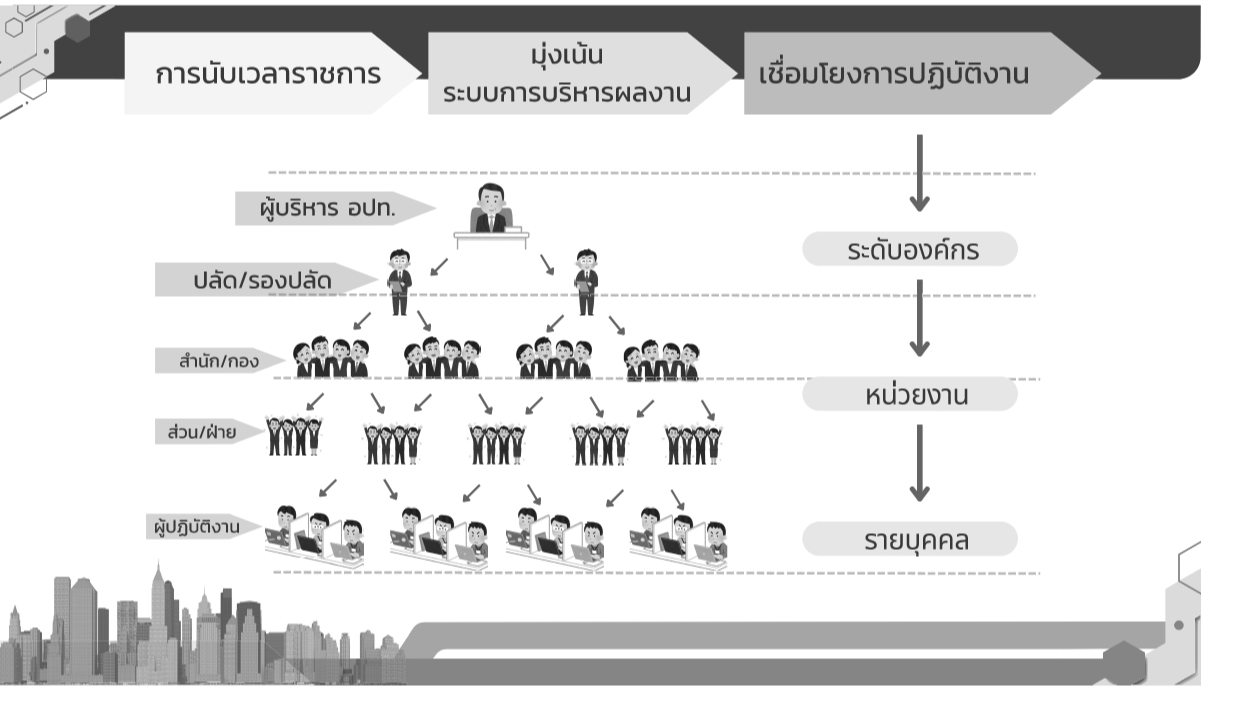 การนับเวลาราชการ
มุ่งเน้น
ระบบการบริหารผลงาน
เชื่อมโยงการปฏิบัติงาน
ผู้บริหาร อปท.
ระดับองค์กร
ปลัด/รองปลัด
สำนัก/กอง
หน่วยงาน
ส่วน/ฝ่าย
ผู้ปฏิบัติงาน
รายบุคคล